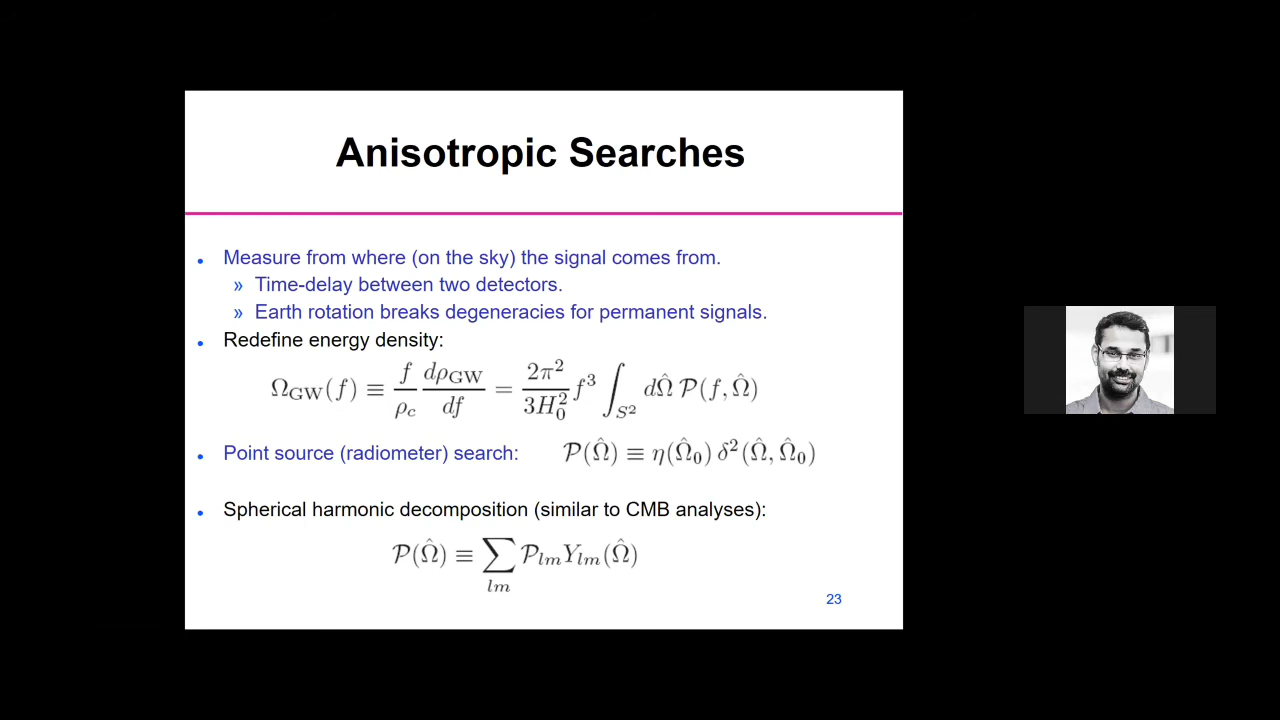 Anisotropic Searches
• Measure from where (on the sky) the signal comes from.
» Time-delay between two detectors.
» Earth rotation breaks degeneracies for permanent signals.
• Redefine energy density:
Ω_GW(f) ≡ f/ρ_c dρ_GW/df = 2π²/3H₀² f³ ∫_{S²} dΩ̂ 𝒫(f, Ω̂)
• Point source (radiometer) search: 𝒫(Ω̂) ≡ η(Ω̂₀) δ²(Ω̂, Ω̂₀)
• Spherical harmonic decomposition (similar to CMB analyses):
𝒫(Ω̂) ≡ ∑_{lm} 𝒫_{lm} Y_{lm}(Ω̂)
23